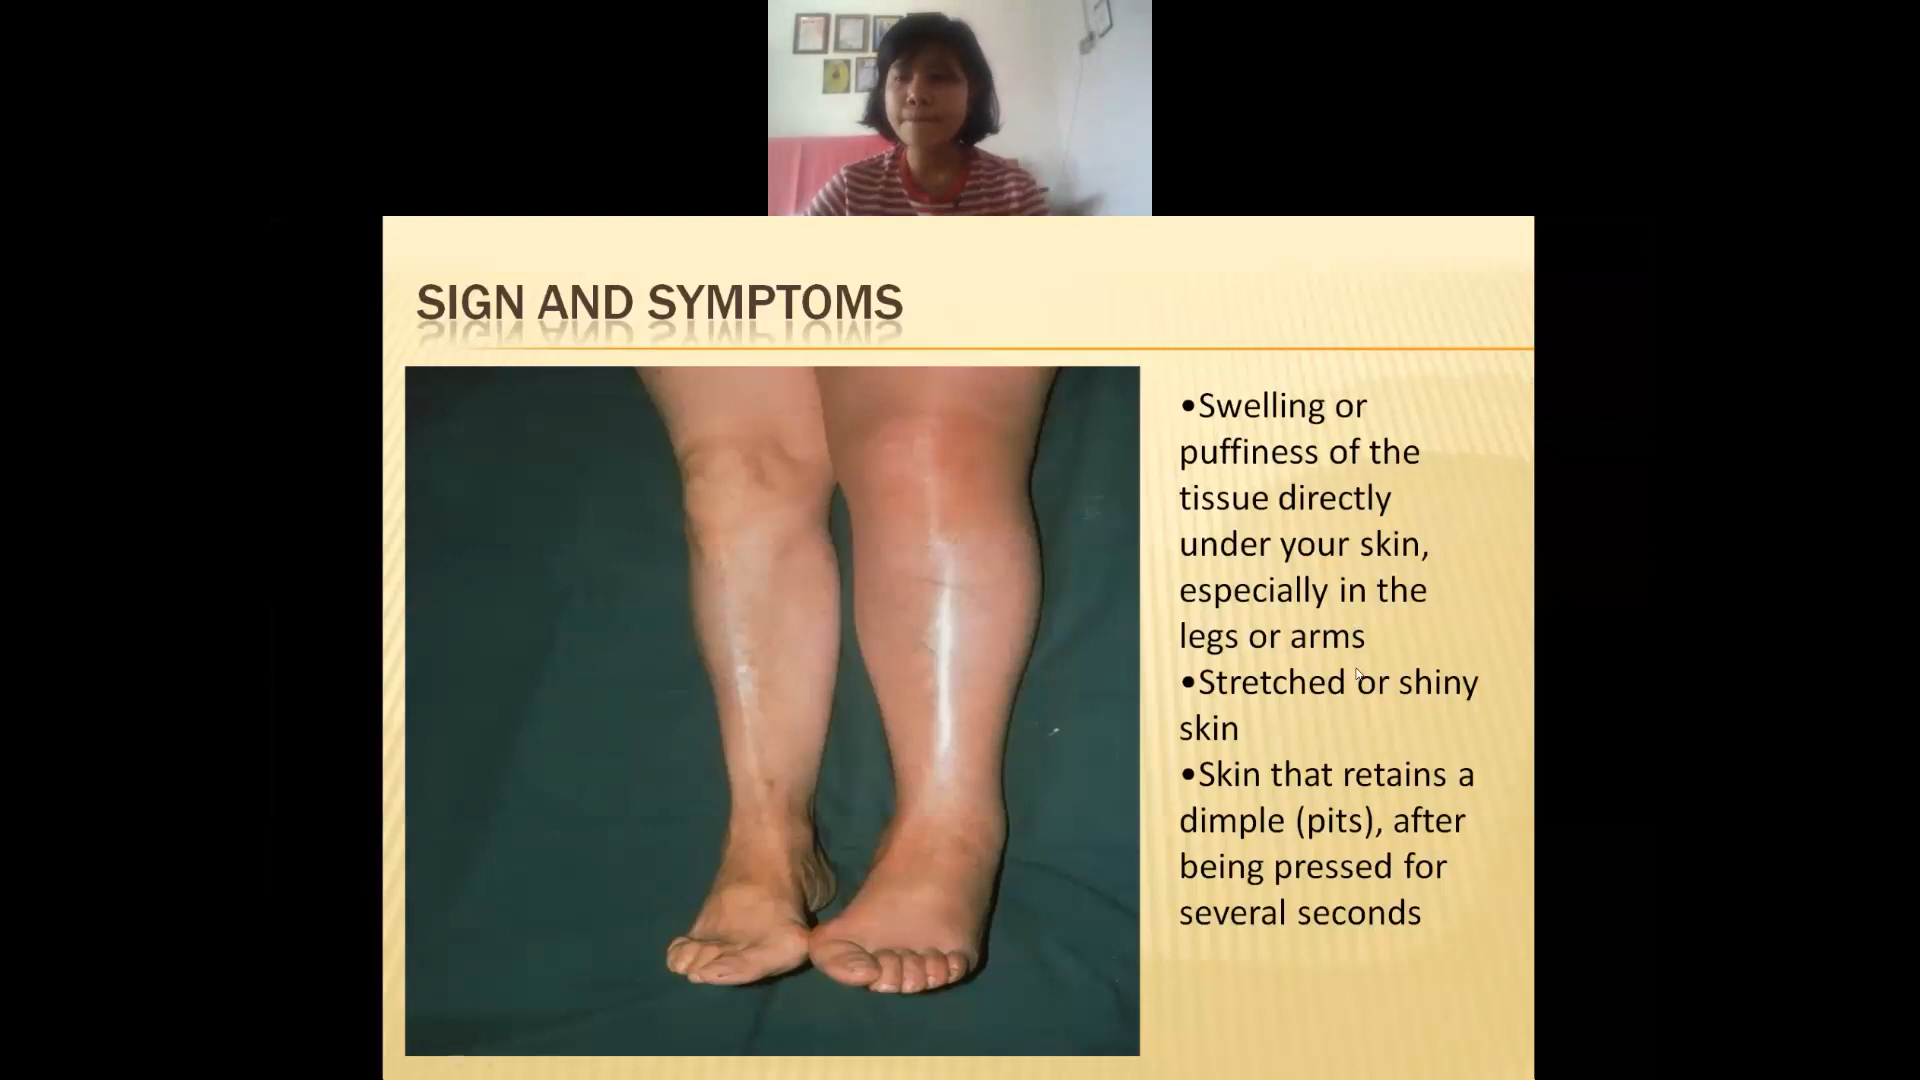 SIGN AND SYMPTOMS
•Swelling or
puffiness of the
tissue directly
under your skin,
especially in the
legs or arms
•Stretched or shiny
skin
•Skin that retains a
dimple (pits), after
being pressed for
several seconds